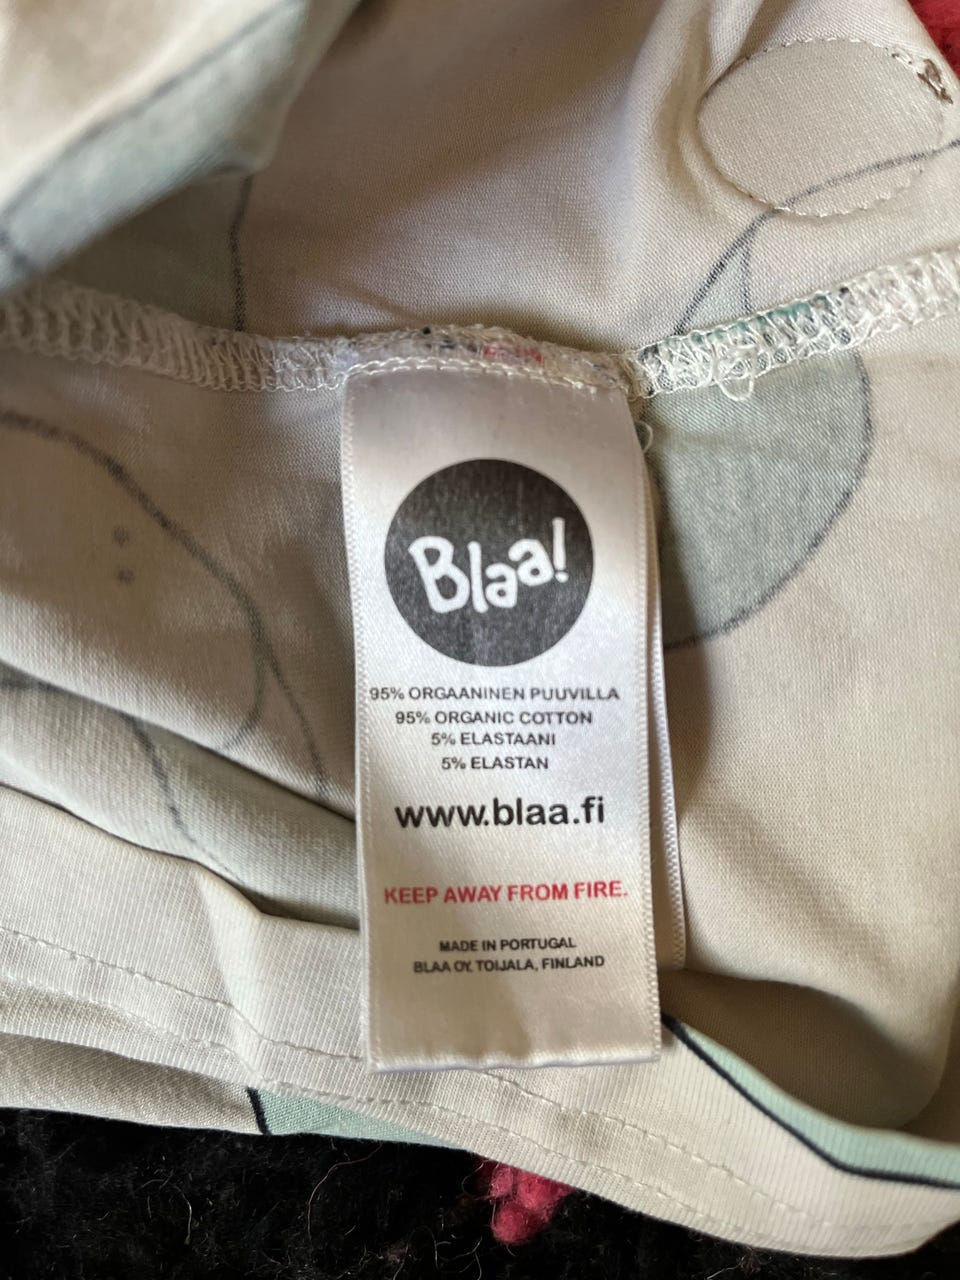 Blaa!
95% ORGAANINEN PUUVILLA
95% ORGANIC COTTON
5% ELASTAANI
5% ELASTAN
www.blaa.fi
KEEP AWAY FROM FIRE.
MADE IN PORTUGAL
BLAA OY, TOIJALA, FINLAND